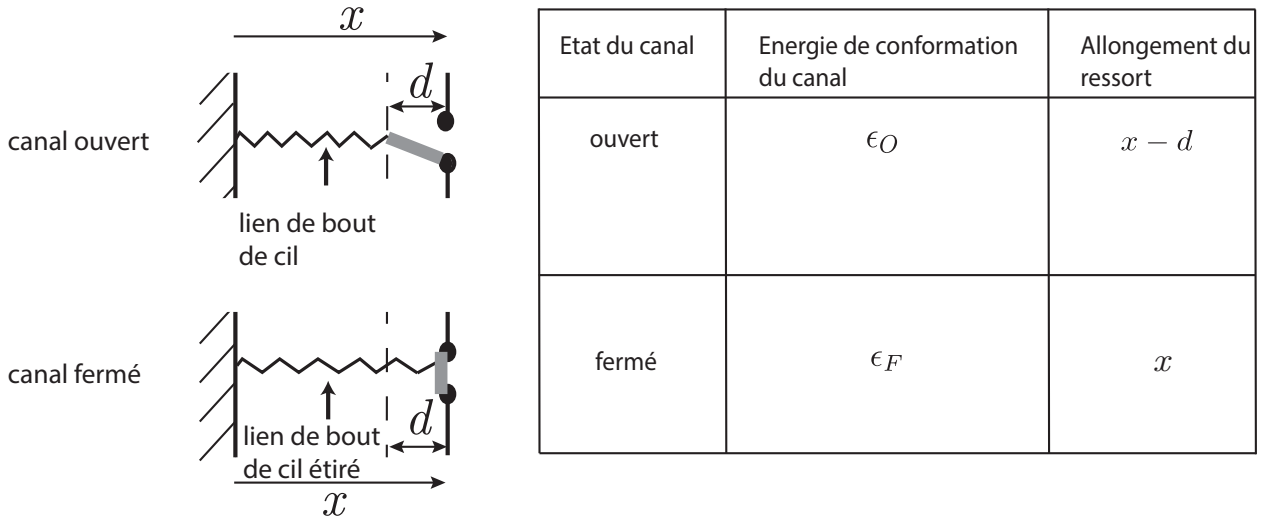 x
d
canal ouvert
lien de bout
de cil
canal fermé
d
lien de bout
de cil étiré
x
Etat du canal
Energie de conformation
du canal
Allongement du
ressort
ouvert
ϵ_O
x − d
fermé
ϵ_F
x